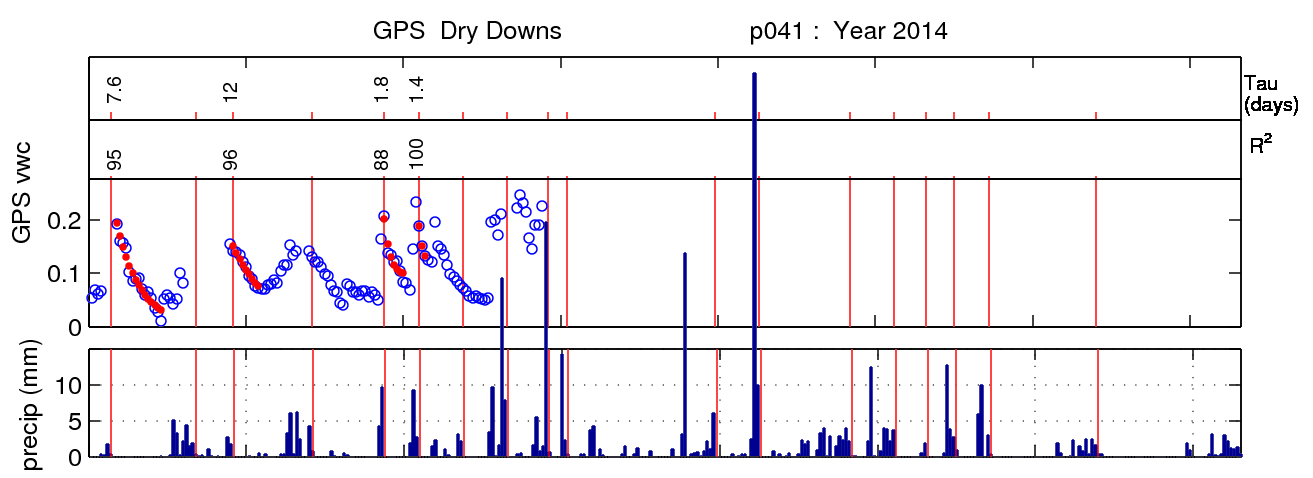 GPS Dry Downs p041 : Year 2014
7.6 12 1.8 1.4 Tau
(days)
95 96 88 100 R²
GPS vwc
0.2
0.1
0
precip (mm)
10
5
0